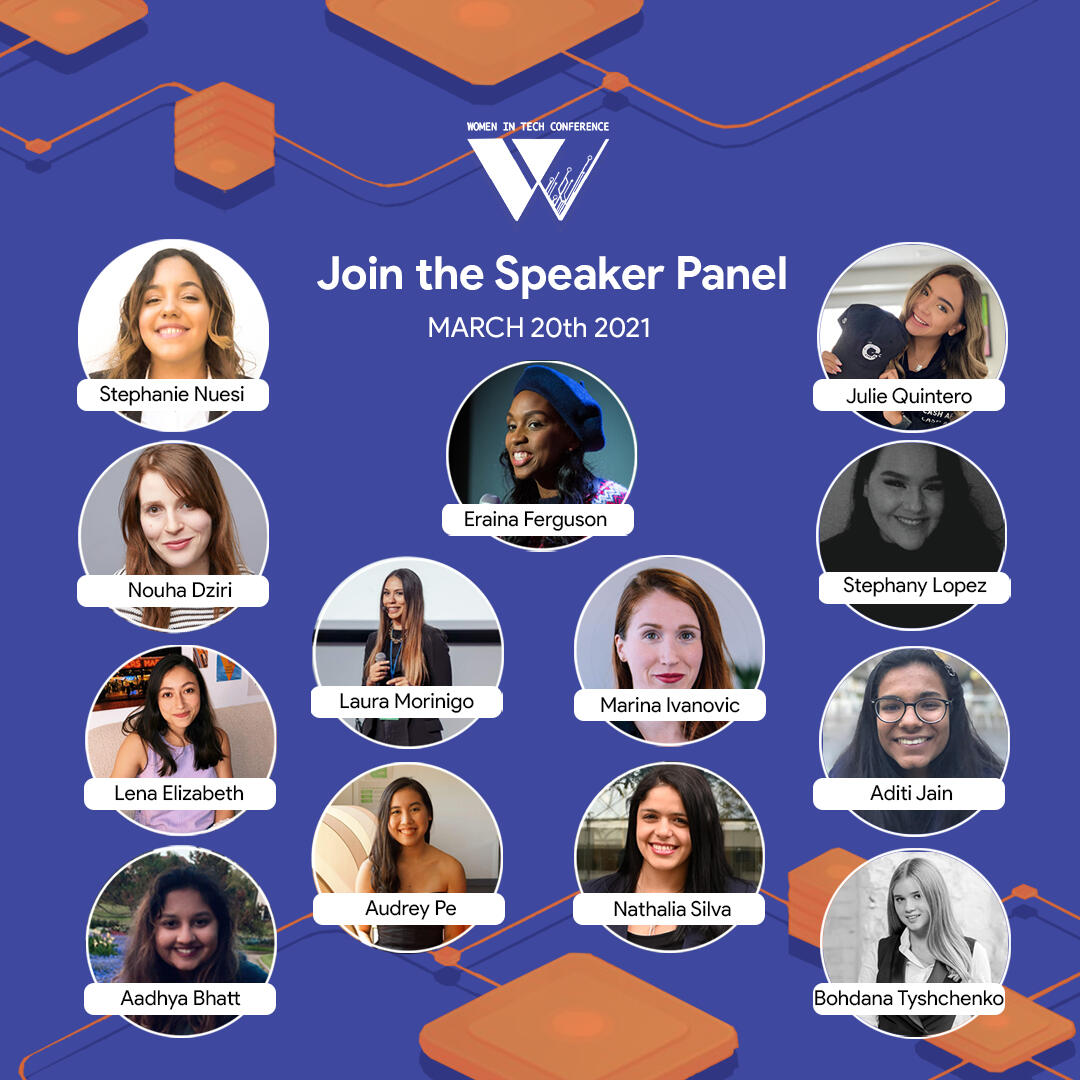 WOMEN IN TECH CONFERENCE
Join the Speaker Panel
MARCH 20th 2021
Stephanie Nuesi
Julie Quintero
Eraina Ferguson
Nouha Dziri
Stephany Lopez
Laura Morinigo
Marina Ivanovic
Lena Elizabeth
Aditi Jain
Audrey Pe
Nathalia Silva
Aadhya Bhatt
Bohdana Tyshchenko